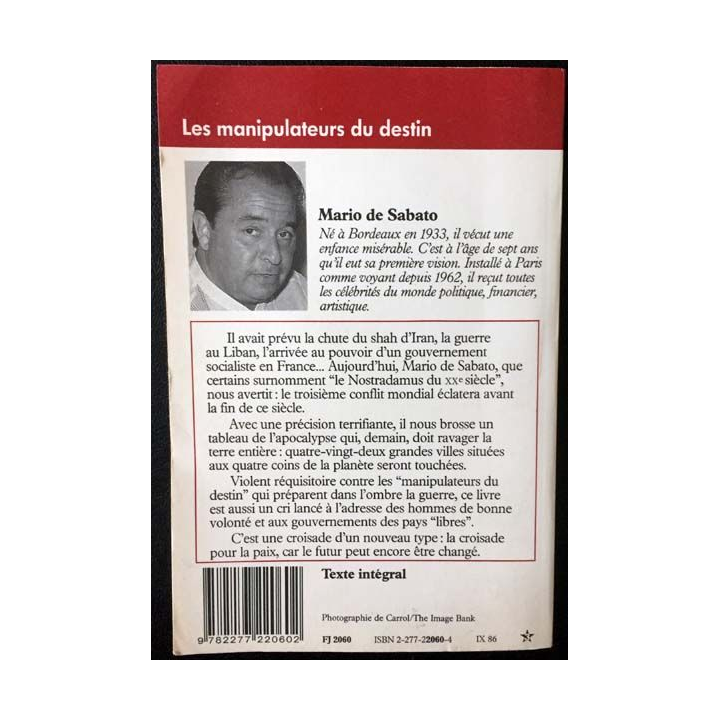 Les manipulateurs du destin
Mario de Sabato
Né à Bordeaux en 1933, il vécut une
enfance misérable. C'est à l'âge de sept ans
qu'il eut sa première vision. Installé à Paris
comme voyant depuis 1962, il reçut toutes
les célébrités du monde politique, financier,
artistique.
Il avait prévu la chute du shah d'Iran, la guerre
au Liban, l'arrivée au pouvoir d'un gouvernement
socialiste en France... Aujourd'hui, Mario de Sabato, que
certains surnomment "le Nostradamus du XXe siècle",
nous avertit : le troisième conflit mondial éclatera avant
la fin de ce siècle.
Avec une précision terrifiante, il nous brosse un
tableau de l'apocalypse qui, demain, doit ravager la
terre entière : quatre-vingt-deux grandes villes situées
aux quatre coins de la planète seront touchées.
Violent réquisitoire contre les "manipulateurs du
destin" qui préparent dans l'ombre la guerre, ce livre
est aussi un cri lancé à l'adresse des hommes de bonne
volonté et aux gouvernements des pays "libres".
C'est une croisade d'un nouveau type : la croisade
pour la paix, car le futur peut encore être changé.
Texte intégral
Photographie de Carrol/The Image Bank
9 782277 220602
FJ 2060 ISBN 2-277-22060-4 IX 86